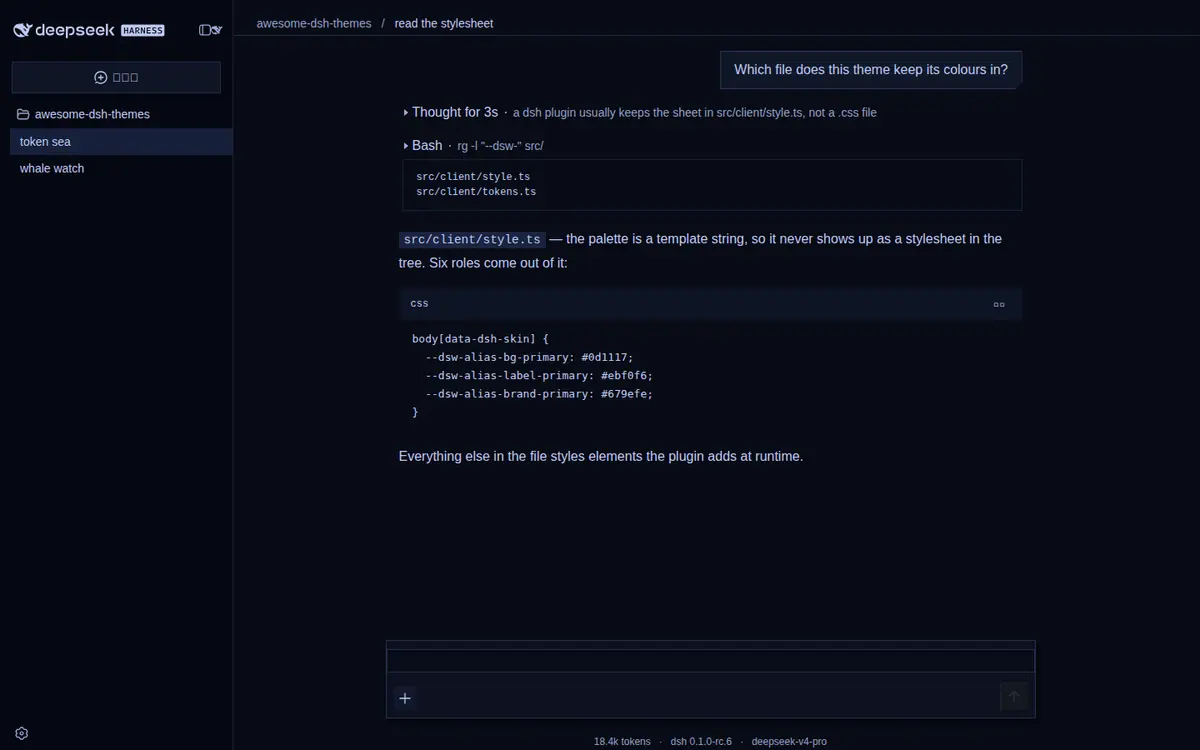 deepseek HARNESS
awesome-dsh-themes
token sea
whale watch
awesome-dsh-themes / read the stylesheet
Which file does this theme keep its colours in?
Thought for 3s · a dsh plugin usually keeps the sheet in src/client/style.ts, not a .css file
Bash · rg -l "--dsw-" src/
src/client/style.ts
src/client/tokens.ts
src/client/style.ts — the palette is a template string, so it never shows up as a stylesheet in the
tree. Six roles come out of it:
css
body[data-dsh-skin] {
--dsw-alias-bg-primary: #0d1117;
--dsw-alias-label-primary: #ebf0f6;
--dsw-alias-brand-primary: #679efe;
}
Everything else in the file styles elements the plugin adds at runtime.
18.4k tokens · dsh 0.1.0-rc.6 · deepseek-v4-pro